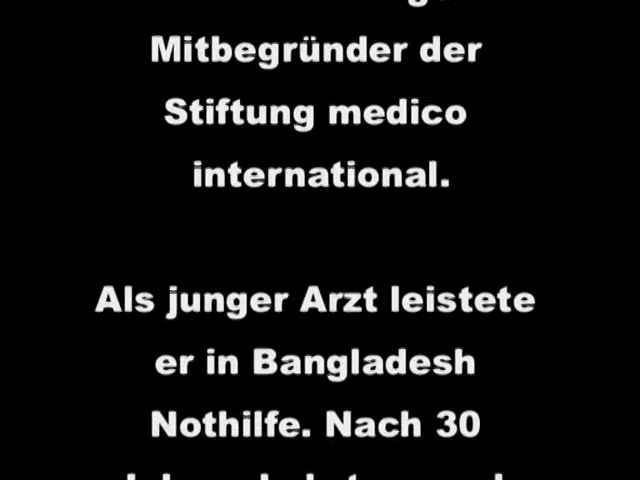 Mitbegründer der
Stiftung medico
international.
Als junger Arzt leistete
er in Bangladesh
Nothilfe. Nach 30